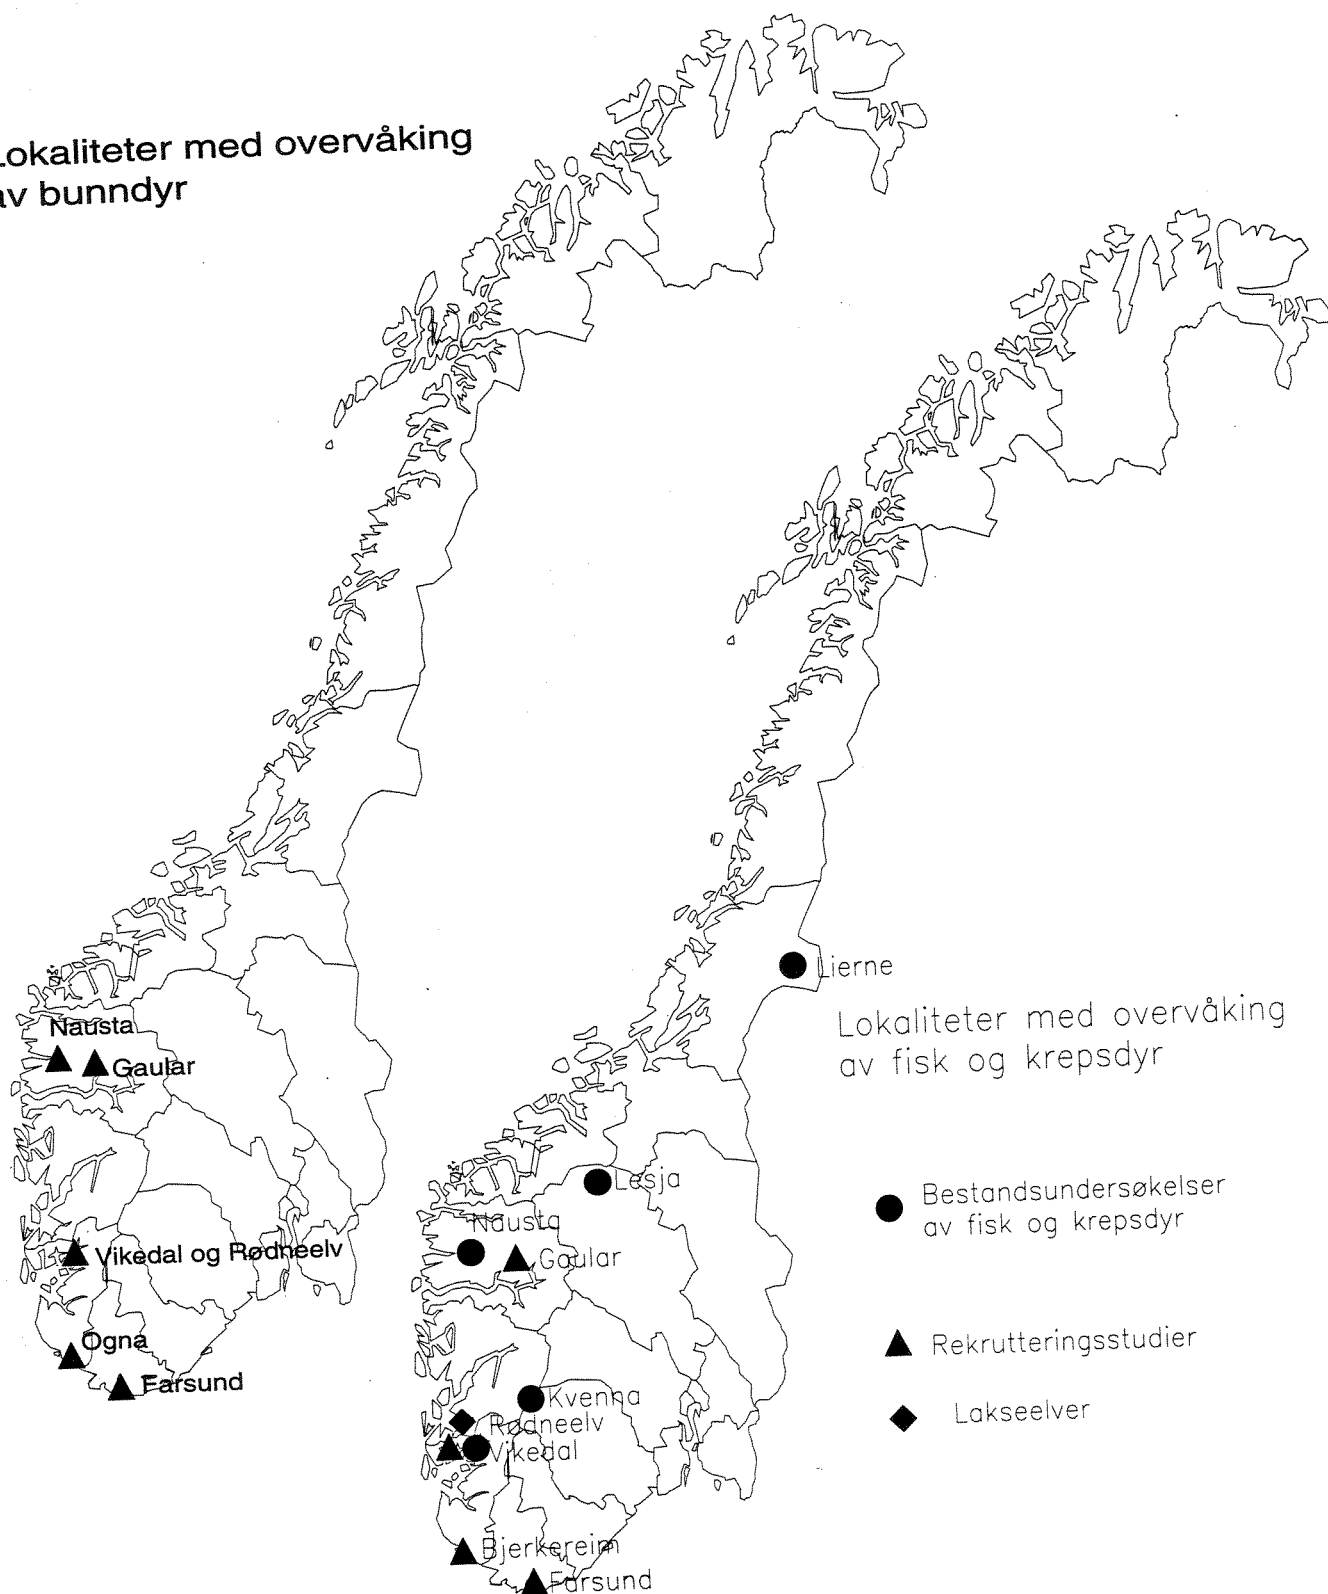 Lokaliteter med overvåking
av bunndyr
Nausta
Gaular
Vikedal og Rødneelv
Ogna
Farsund
Lierne
Lokaliteter med overvåking
av fisk og krepsdyr
Lesja
Nausta
Gaular
Kvenna
Rødneelv
Vikedal
Bjerkereim
Farsund
Bestandsundersøkelser
av fisk og krepsdyr
Rekrutteringsstudier
Lakseelver